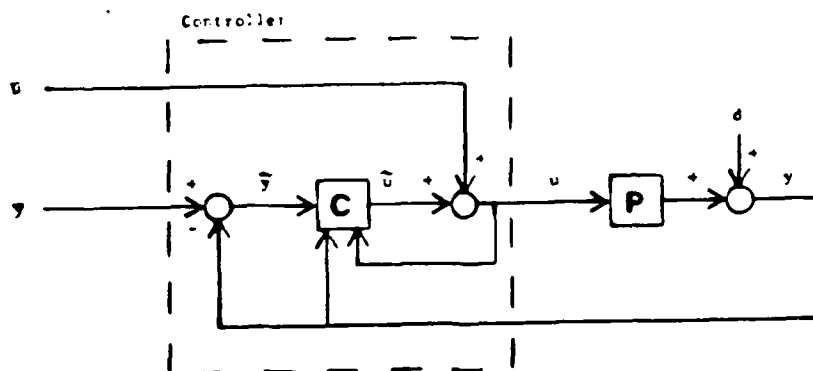 Controller
ū
d
+
+
+
ỹ
ũ
+
u
+
y
C
P
ȳ
-